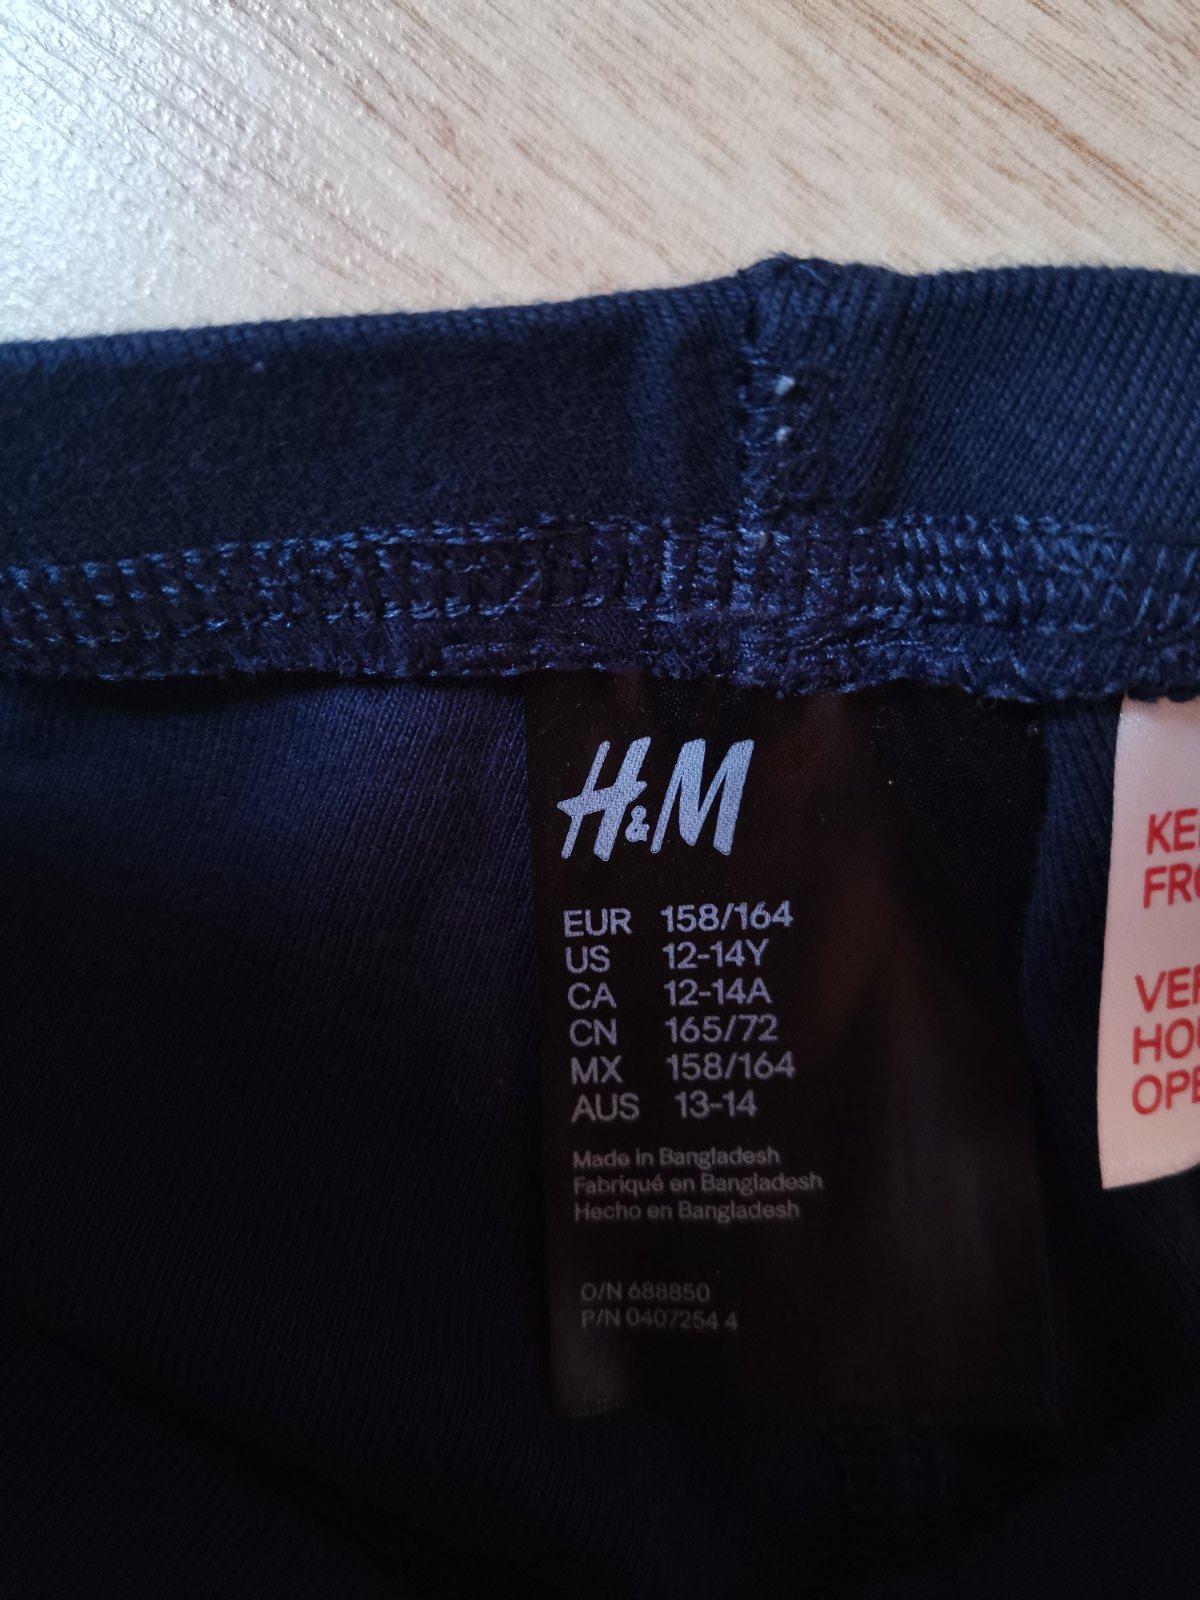 H&M
EUR 158/164
US 12-14Y
CA 12-14A
CN 165/72
MX 158/164
AUS 13-14
Made in Bangladesh
Fabriqué en Bangladesh
Hecho en Bangladesh
O/N 688850
P/N 0407254 4